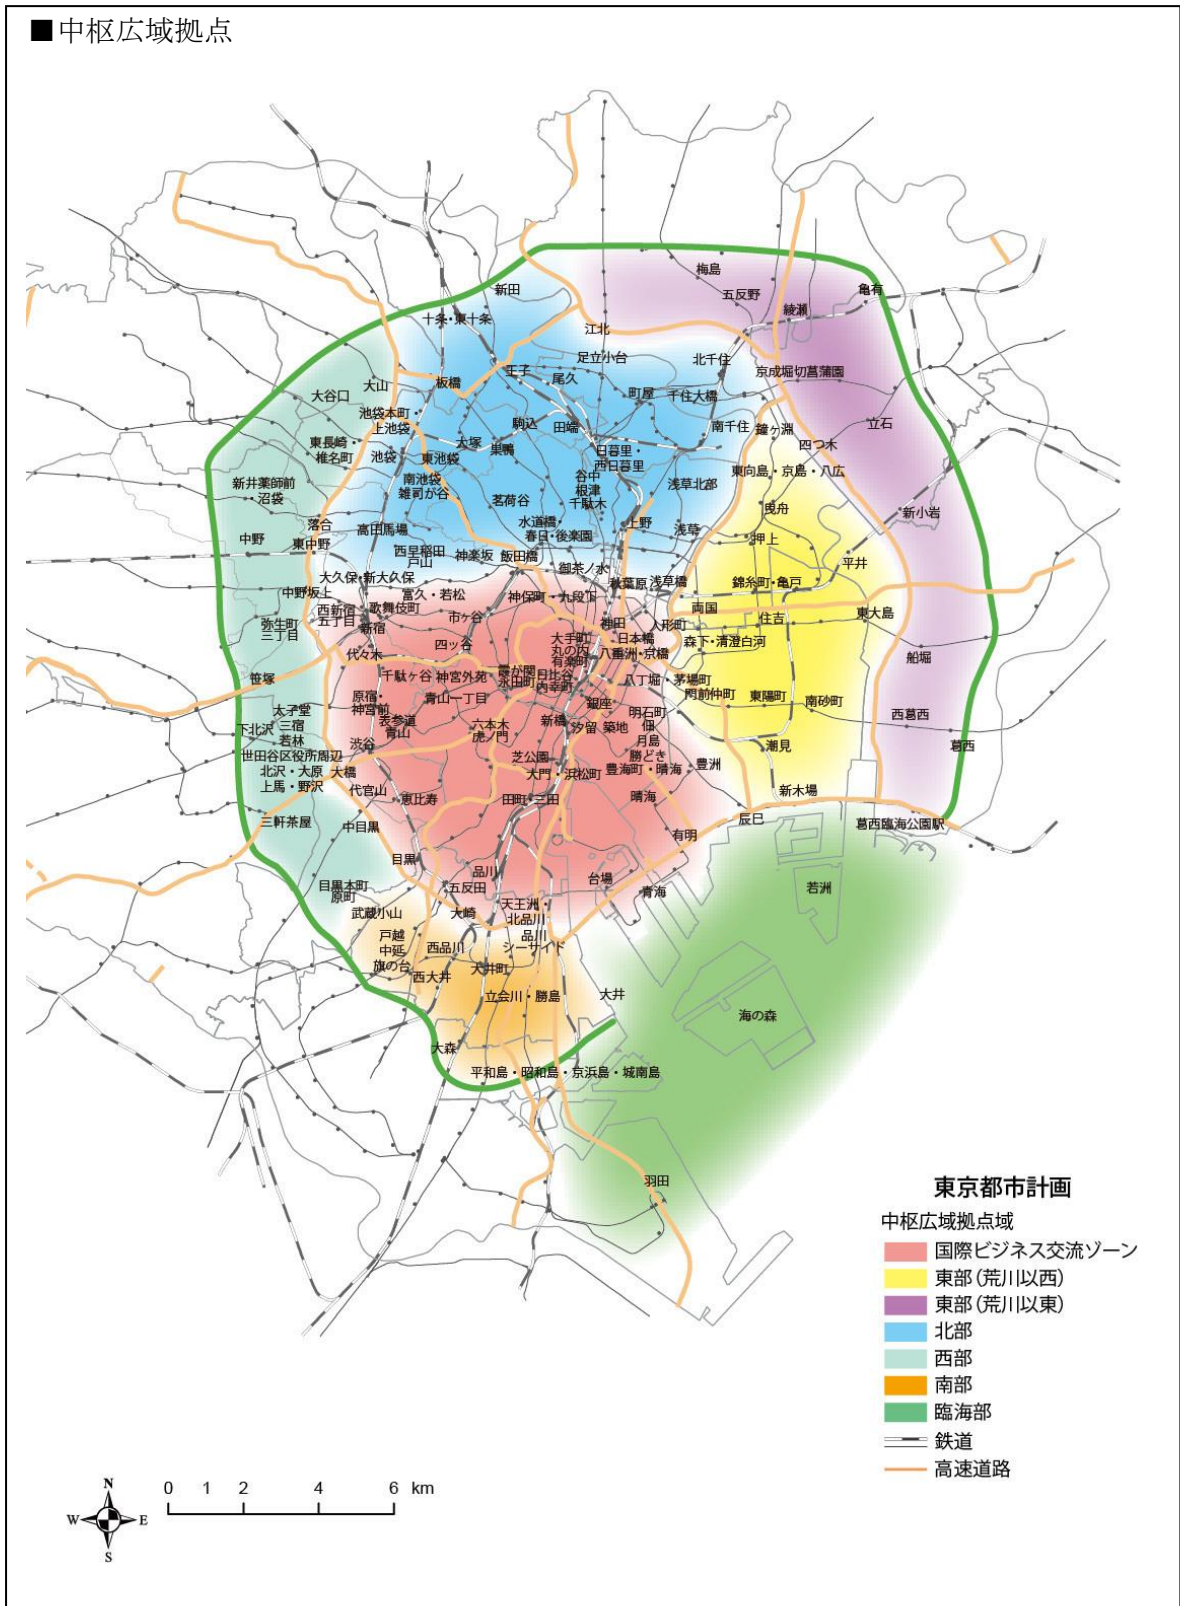 ■中枢広域拠点
梅島
新田
五反野
亀有
綾瀬
十条・東十条
江北
足立小台
北千住
王子
尾久
京成堀切菖蒲園
大山
板橋
大谷口
町屋
千住大橋
池袋本町・
上池袋
駒込
田端
南千住
鐘ヶ淵
立石
東長崎・
椎名町
大塚
巣鴨
四つ木
池袋
東池袋
日暮里・
西日暮里
東向島・京島・八広
新井薬師前
・沼袋
南池袋
雑司が谷
谷中
根津
千駄木
浅草北部
茗荷谷
曳舟
新小岩
落合
高田馬場
水道橋・
春日・後楽園
上野
浅草
押上
中野
東中野
西早稲田
戸山
神楽坂
飯田橋
御茶ノ水
平井
大久保・新大久保
秋葉原
浅草橋
錦糸町・亀戸
中野坂上
富久・若松
神保町・九段下
西新宿
五丁目
歌舞伎町
市ヶ谷
両国
住吉
東大島
弥生町
三丁目
新宿
神田
人形町
四ッ谷
大手町
丸の内
有楽町
日本橋
八重洲・京橋
森下・清澄白河
代々木
船堀
笹塚
千駄ヶ谷
神宮外苑
霞が関
永田町
日比谷
内幸町
八丁堀・茅場町
原宿・
神宮前
青山一丁目
銀座
門前仲町
東陽町
南砂町
西葛西
太子堂
三宿
若林
下北沢
表参道
青山
六本木
虎ノ門
新橋
汐留
築地
明石町
佃
月島
勝どき
豊海町・晴海
潮見
葛西
渋谷
世田谷区役所周辺
北沢・大原
上馬・野沢
大橋
芝公園
大門・浜松町
豊洲
代官山
恵比寿
田町・三田
晴海
新木場
三軒茶屋
中目黒
辰巳
葛西臨海公園駅
有明
目黒
品川
台場
青海
若洲
目黒本町
原町
五反田
天王洲・
北品川
武蔵小山
大崎
品川
シーサイド
戸越
中延
旗の台
西品川
西大井
大井町
立会川・勝島
大井
海の森
大森
平和島・昭和島・京浜島・城南島
羽田
東京都市計画
中枢広域拠点域
国際ビジネス交流ゾーン
東部（荒川以西）
東部（荒川以東）
北部
西部
南部
臨海部
鉄道
高速道路
N
W E
S
0 1 2 4 6 km